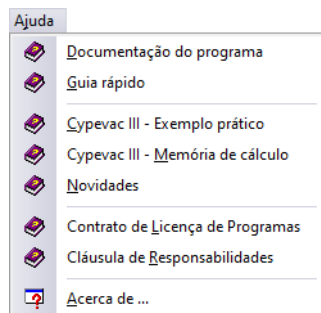 Ajuda
Documentação do programa
Guia rápido
Cypevac III - Exemplo prático
Cypevac III - Memória de cálculo
Novidades
Contrato de Licença de Programas
Cláusula de Responsabilidades
Acerca de ...